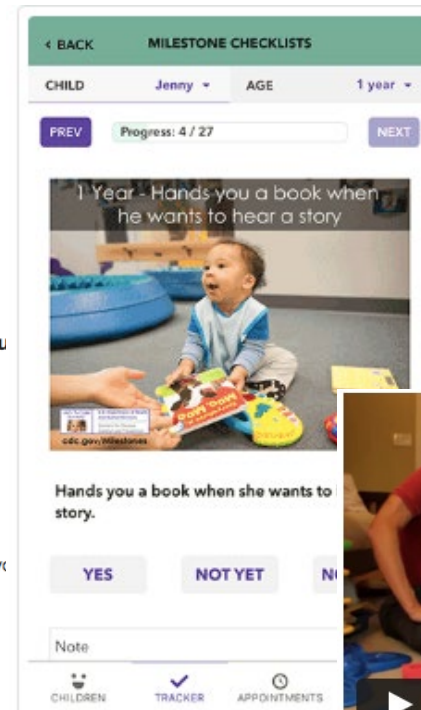 < BACK MILESTONE CHECKLISTS
CHILD Jenny AGE 1 year
PREV Progress: 4 / 27 NEXT
1 Year - Hands you a book when
he wants to hear a story
cdc.gov/Milestones
Hands you a book when she wants to
story.
YES NOT YET
Note
CHILDREN TRACKER APPOINTMENTS